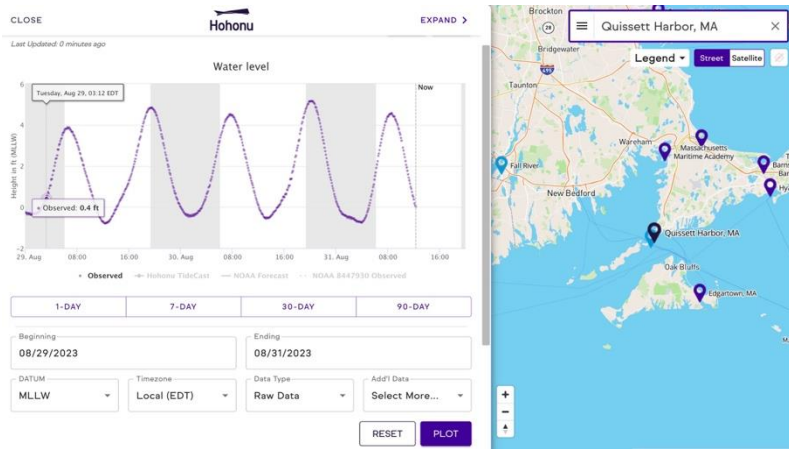 CLOSE
Hohonu
EXPAND >
Last Updated: 0 minutes ago
Water level
6
4
2
0
-2
Height in ft (MLLW)
Tuesday, Aug 29, 03:12 EDT
Observed: 0.4 ft
Now
29. Aug 08:00 16:00 30. Aug 08:00 16:00 31. Aug 08:00 16:00
Observed Hohonu TideCast NOAA Forecast NOAA 8447930 Observed
1-DAY 7-DAY 30-DAY 90-DAY
Beginning
08/29/2023
Ending
08/31/2023
DATUM
MLLW
Timezone
Local (EDT)
Data Type
Raw Data
Add'l Data
Select More...
RESET PLOT
Quissett Harbor, MA
Legend
Street Satellite
Brockton
28
Bridgewater
Taunton
Wareham
Massachusetts
Maritime Academy
Barns
Bar
Fall River
Hya
New Bedford
Quissett Harbor, MA
Oak Bluffs
Edgartown, MA
+
−